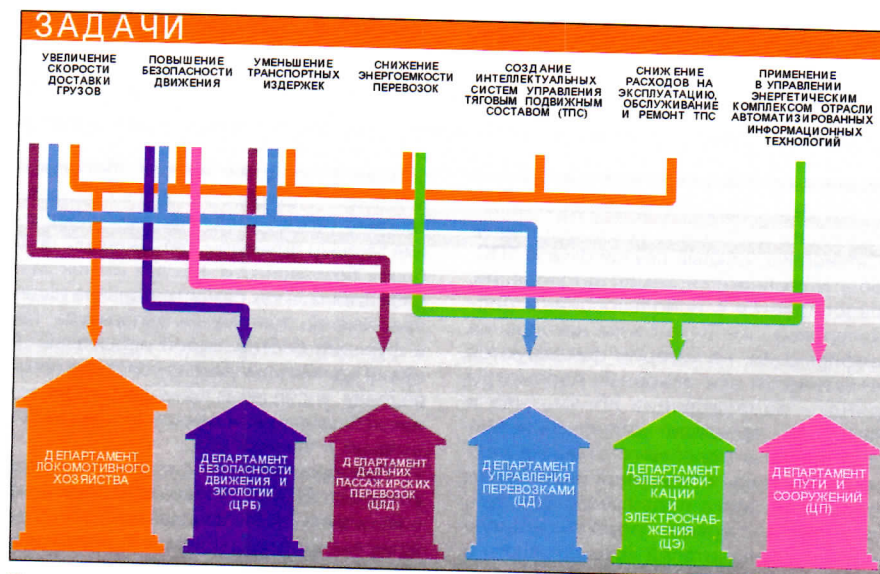 ЗАДАЧИ
УВЕЛИЧЕНИЕ
СКОРОСТИ
ДОСТАВКИ
ГРУЗОВ
ПОВЫШЕНИЕ
БЕЗОПАСНОСТИ
ДВИЖЕНИЯ
УМЕНЬШЕНИЕ
ТРАНСПОРТНЫХ
ИЗДЕРЖЕК
СНИЖЕНИЕ
ЭНЕРГОЕМКОСТИ
ПЕРЕВОЗОК
СОЗДАНИЕ
ИНТЕЛЛЕКТУАЛЬНЫХ
СИСТЕМ УПРАВЛЕНИЯ
ТЯГОВЫМ ПОДВИЖНЫМ
СОСТАВОМ (ТПС)
СНИЖЕНИЕ
РАСХОДОВ НА
ЭКСПЛУАТАЦИЮ,
ОБСЛУЖИВАНИЕ
И РЕМОНТ ТПС
ПРИМЕНЕНИЕ
В УПРАВЛЕНИИ
ЭНЕРГЕТИЧЕСКИМ
КОМПЛЕКСОМ ОТРАСЛИ
АВТОМАТИЗИРОВАННЫХ
ИНФОРМАЦИОННЫХ
ТЕХНОЛОГИЙ
ДЕПАРТАМЕНТ
ЛОКОМОТИВНОГО
ХОЗЯЙСТВА
ДЕПАРТАМЕНТ
БЕЗОПАСНОСТИ
ДВИЖЕНИЯ И
ЭКОЛОГИИ
(ЦРБ)
ДЕПАРТАМЕНТ
ДАЛЬНИХ
ПАССАЖИРСКИХ
ПЕРЕВОЗОК
(ЦЛД)
ДЕПАРТАМЕНТ
УПРАВЛЕНИЯ
ПЕРЕВОЗКАМИ
(ЦД)
ДЕПАРТАМЕНТ
ЭЛЕКТРИФИ-
КАЦИИ
И
ЭЛЕКТРОСНАБ-
ЖЕНИЯ
(ЦЭ)
ДЕПАРТАМЕНТ
ПУТИ И
СООРУЖЕНИЙ
(ЦП)